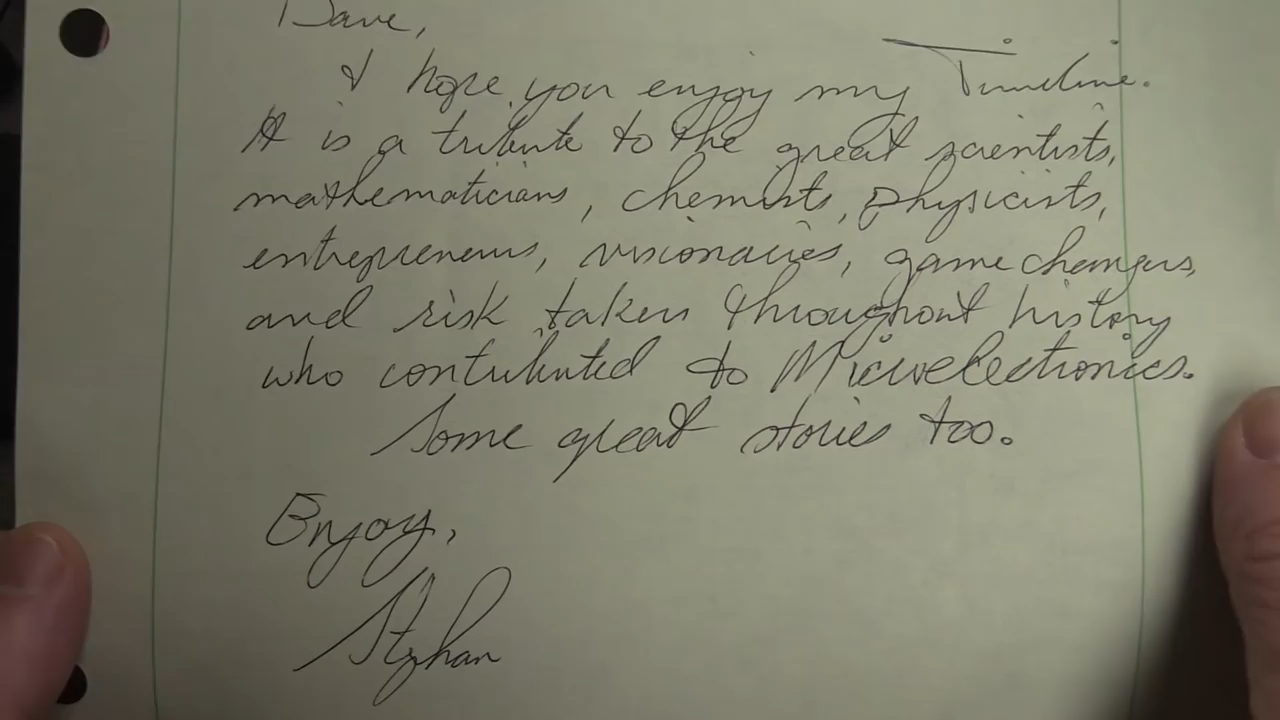 Dave,
I hope you enjoy my Timeline.
It is a tribute to the great scientists,
mathematicians, chemists, physicists,
entrepreneurs, visionaries, game changers,
and risk takers throughout history
who contributed to Microelectronics.
Some great stories too.
Enjoy,
Stephan